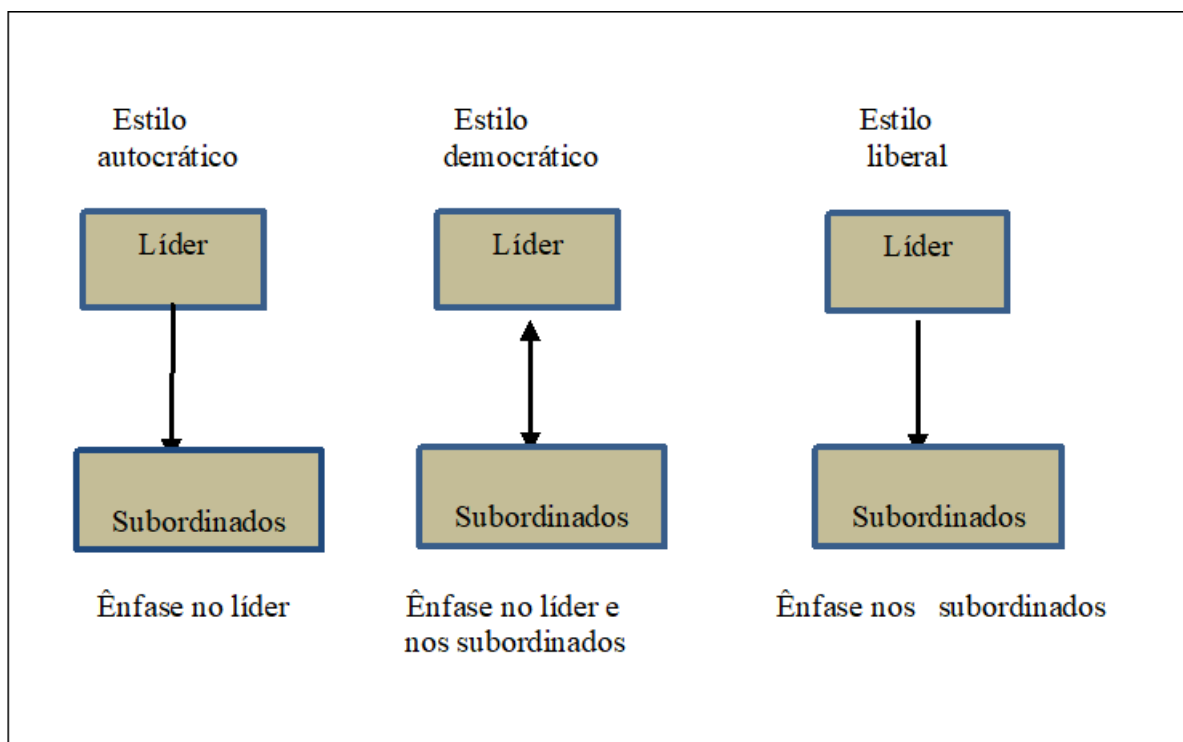 Estilo
autocrático
Líder
Subordinados
Ênfase no líder
Estilo
democrático
Líder
Subordinados
Ênfase no líder e
nos subordinados
Estilo
liberal
Líder
Subordinados
Ênfase nos subordinados